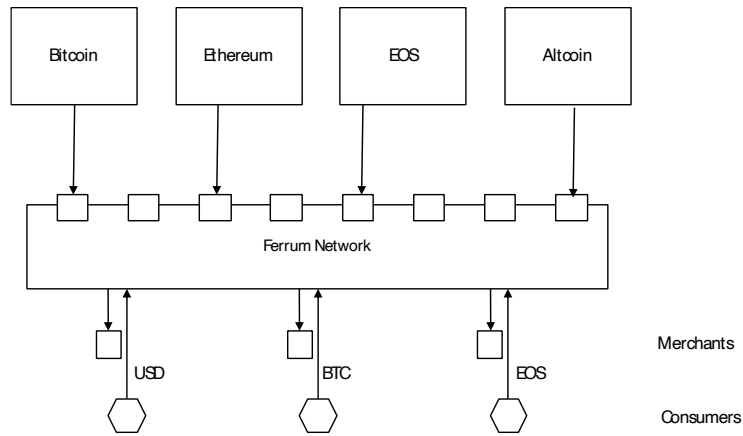 Bitcoin
Ethereum
EOS
Altcoin
Ferrum Network
Merchants
USD
BTC
EOS
Consumers